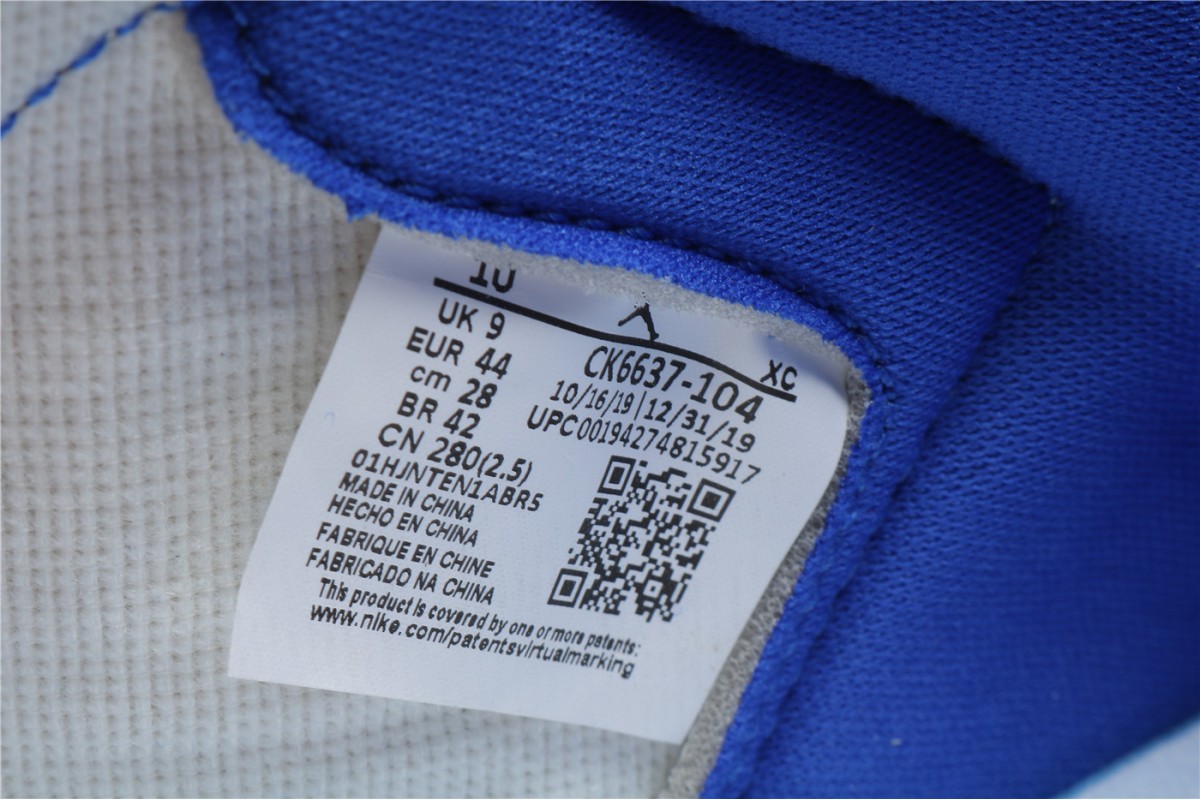 10
UK 9
EUR 44
cm 28
BR 42
CN 280(2.5)
01HJNTEN1ABR5
MADE IN CHINA
HECHO EN CHINA
FABRIQUE EN CHINE
FABRICADO NA CHINA
This product is covered by one or more patents:
www.nike.com/patentsvirtualmarking
XC
CK6637-104
10/16/19|12/31/19
UPC00194274815917